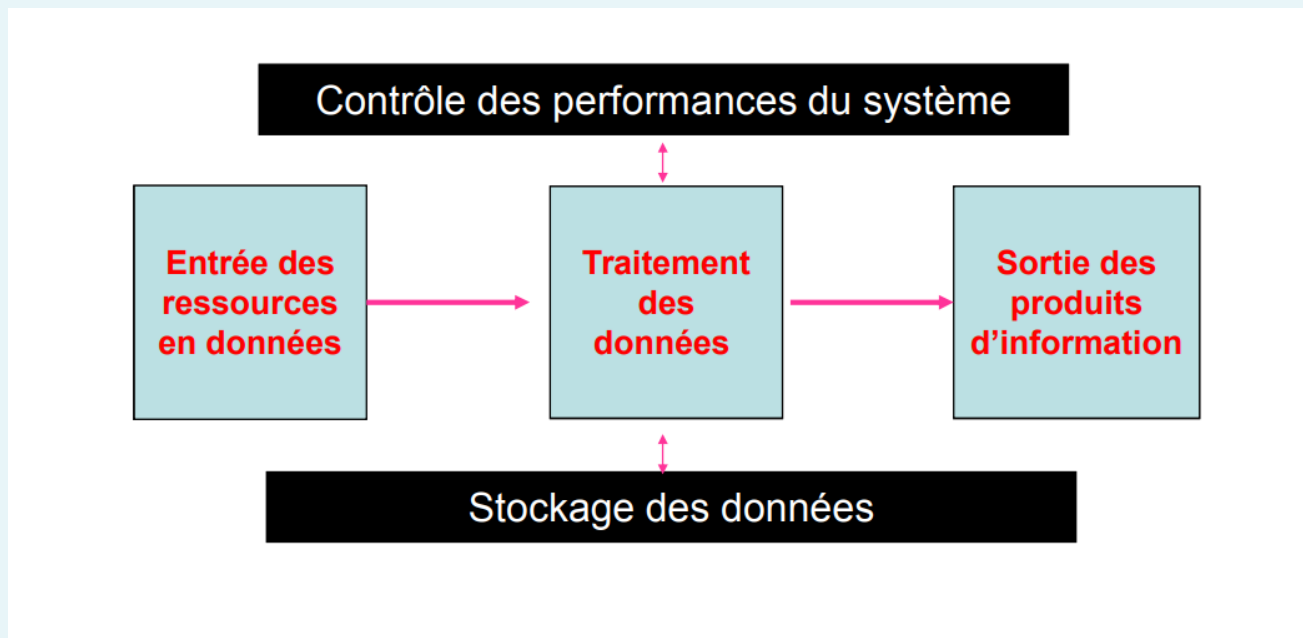 Contrôle des performances du système
Entrée des
ressources
en données
Traitement
des
données
Sortie des
produits
d’information
Stockage des données